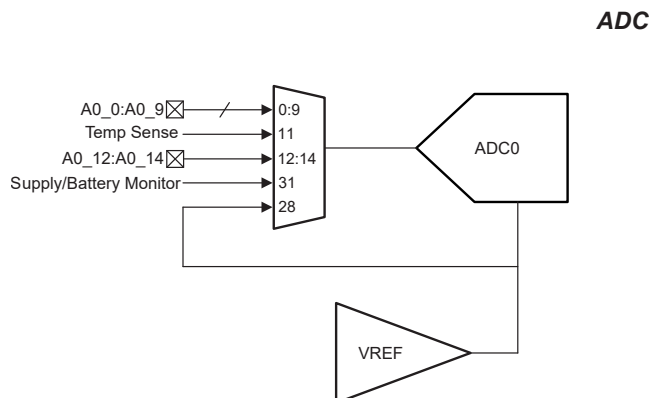 ADC
A0_0:A0_9
0:9
Temp Sense
11
A0_12:A0_14
12:14
Supply/Battery Monitor
31
28
ADC0
VREF